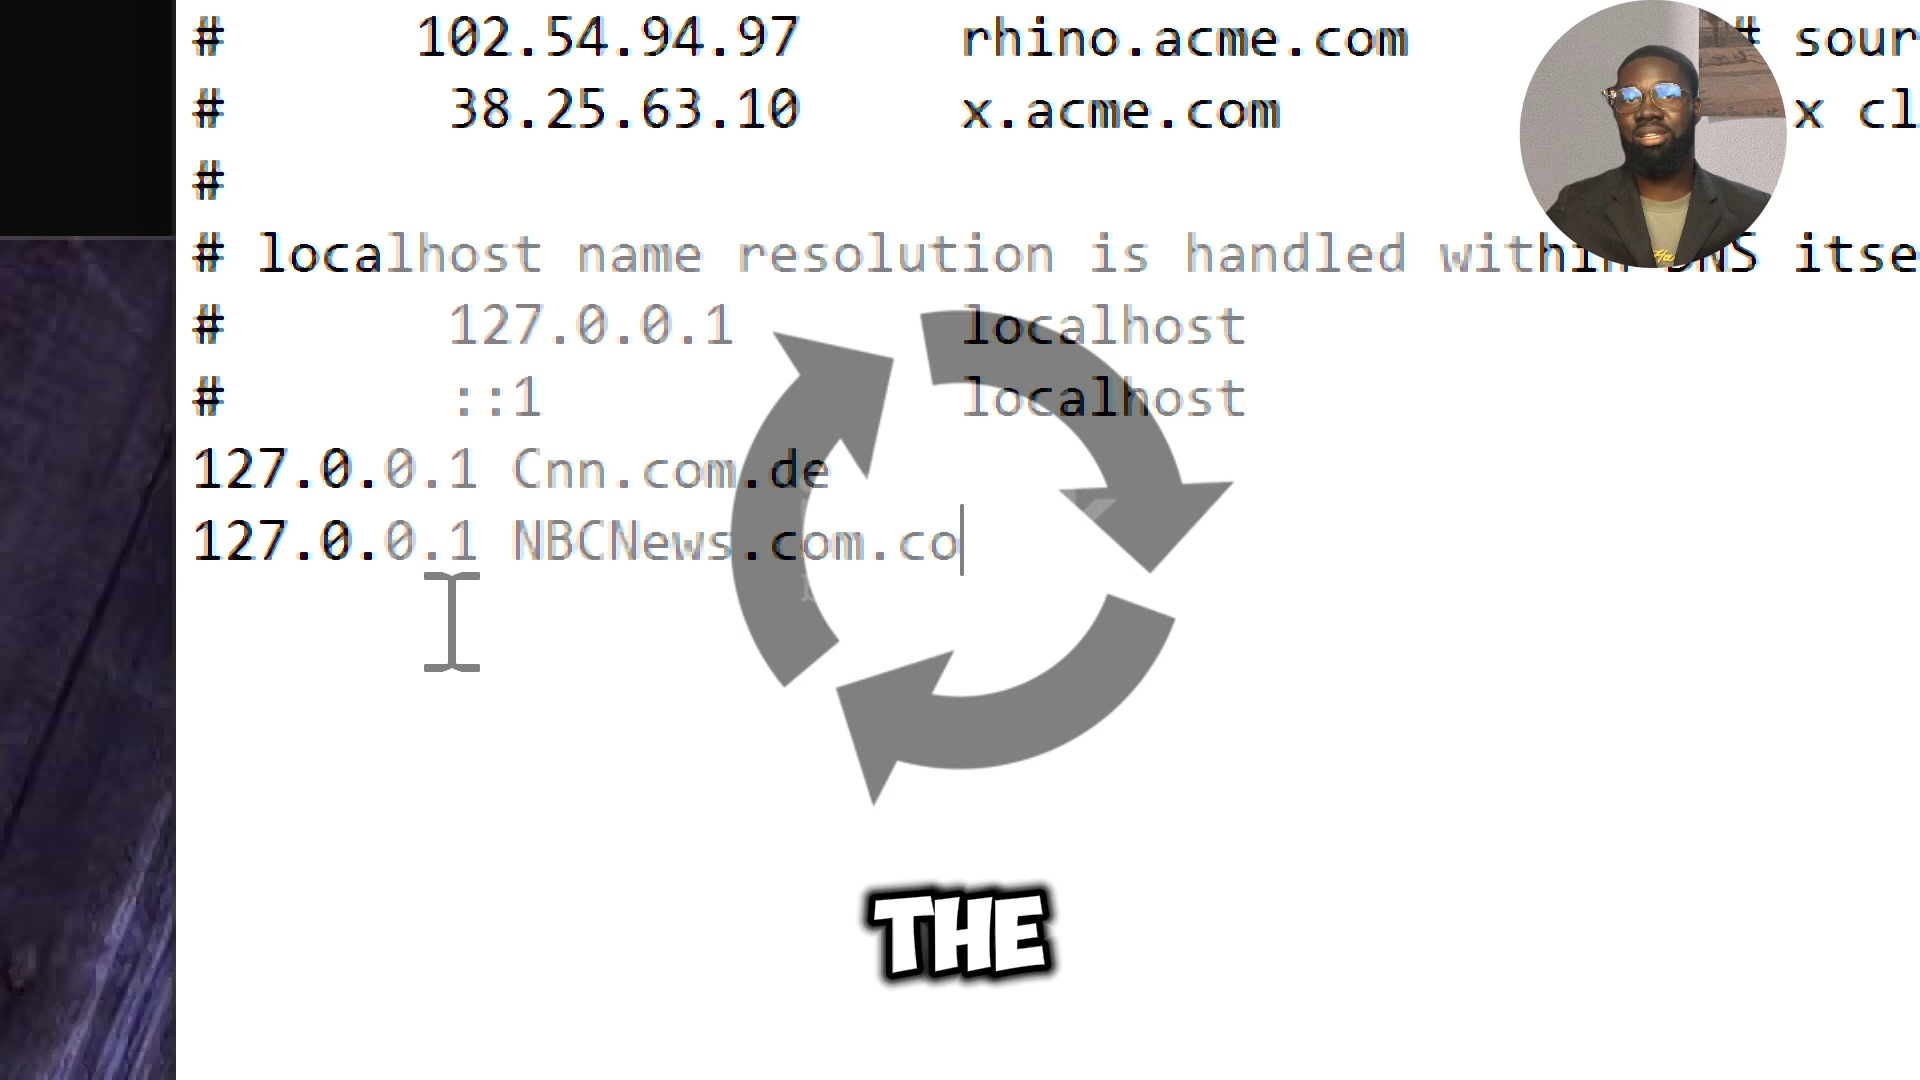 # 102.54.94.97 rhino.acme.com # sour
# 38.25.63.10 x.acme.com x cl
#
# localhost name resolution is handled within DNS itse
# 127.0.0.1 localhost
# ::1 localhost
127.0.0.1 Cnn.com.de
127.0.0.1 NBCNews.com.co
THE